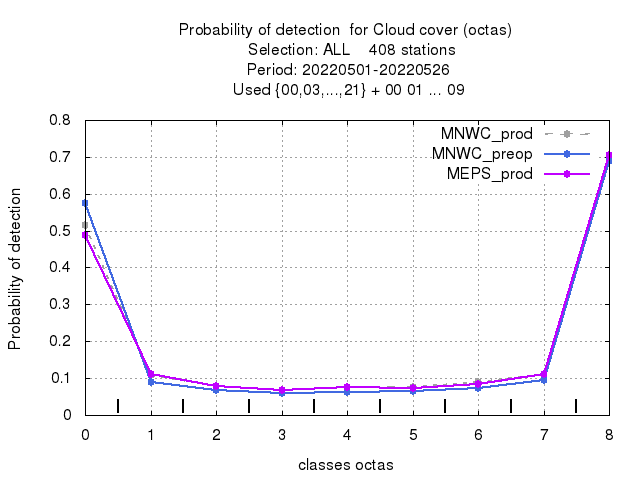 Probability of detection  for Cloud cover (octas)
Selection: ALL    408 stations
Period: 20220501-20220526
Used {00,03,...,21} + 00 01 ... 09
MNWC_prod
MNWC_preop
MEPS_prod
Probability of detection
0.8
0.7
0.6
0.5
0.4
0.3
0.2
0.1
0
0 1 2 3 4 5 6 7 8
classes octas